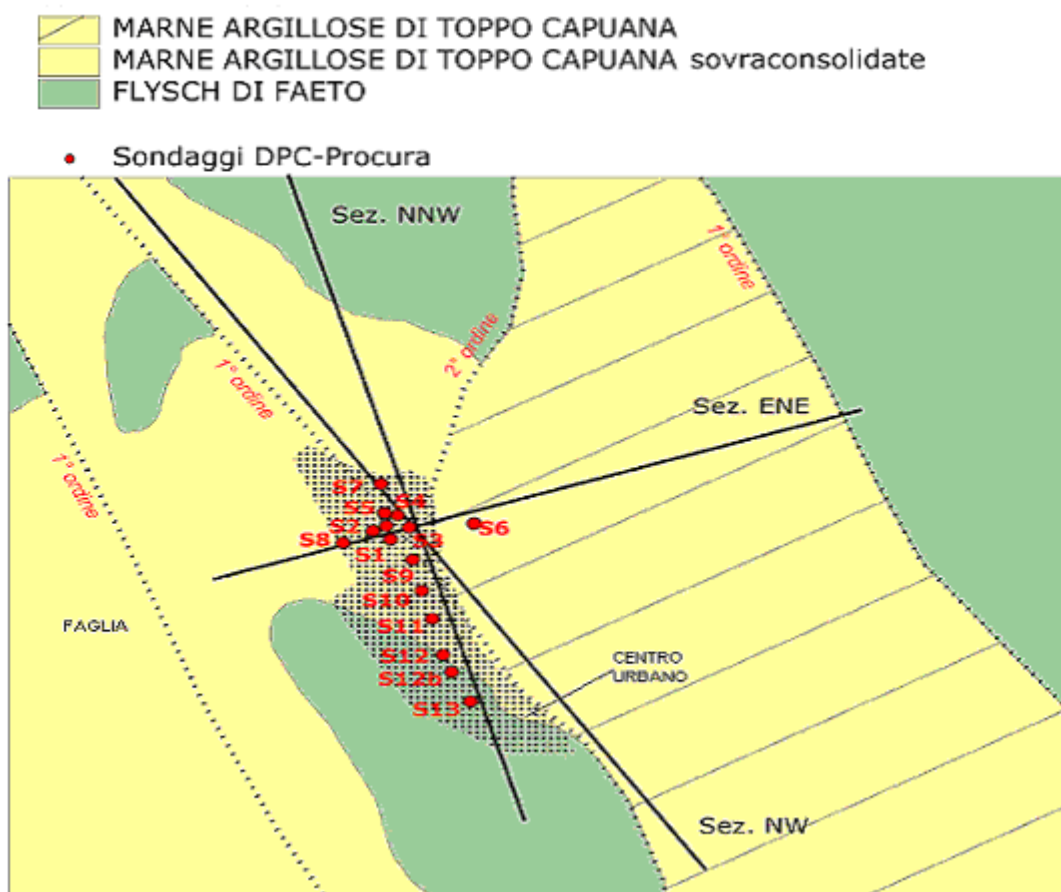 MARNE ARGILLOSE DI TOPPO CAPUANA
MARNE ARGILLOSE DI TOPPO CAPUANA sovraconsolidate
FLYSCH DI FAETO
Sondaggi DPC-Procura
Sez. NNW
1° ordine
2° ordine
1° ordine
Sez. ENE
1° ordine
S7
S4
S5
S2
S3
S6
S8
S1
S9
S10
S11
FAGLIA
S12
CENTRO
URBANO
S12b
S13
Sez. NW